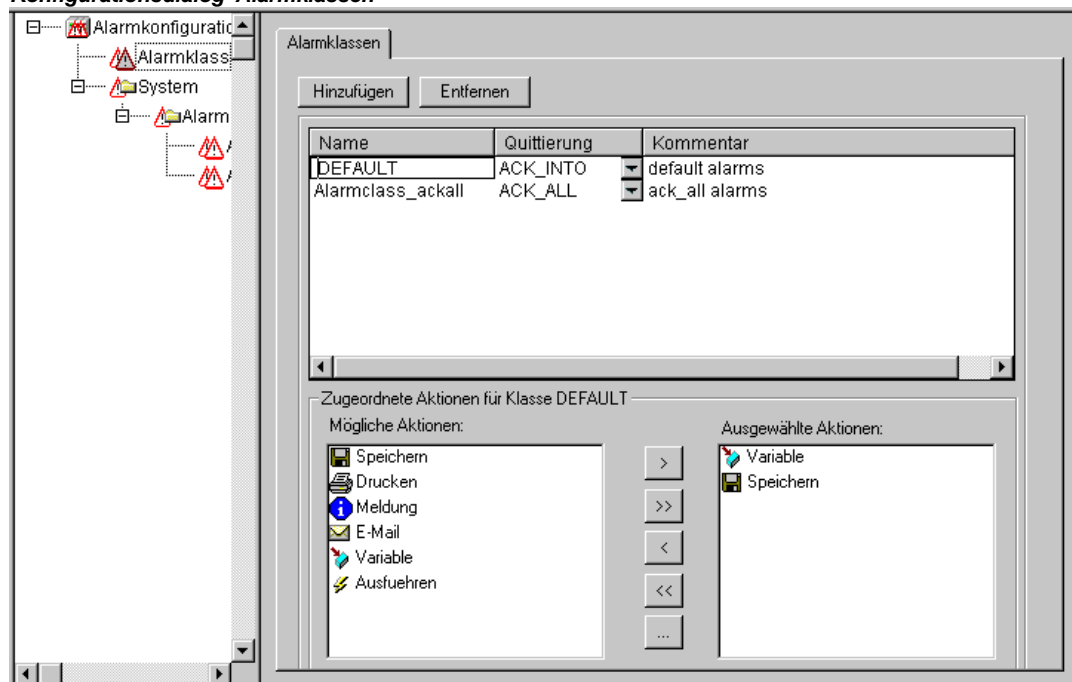 Konfigurationsdialog 'Alarmklassen'
Alarmkonfiguratic
Alarmklass
System
Alarm
Alarmklassen
Hinzufügen Entfernen
Name Quittierung Kommentar
DEFAULT ACK_INTO default alarms
Alarmclass_ackall ACK_ALL ack_all alarms
Zugeordnete Aktionen für Klasse DEFAULT
Mögliche Aktionen:
Speichern
Drucken
Meldung
E-Mail
Variable
Ausfuehren
>
>>
<
<<
...
Ausgewählte Aktionen:
Variable
Speichern